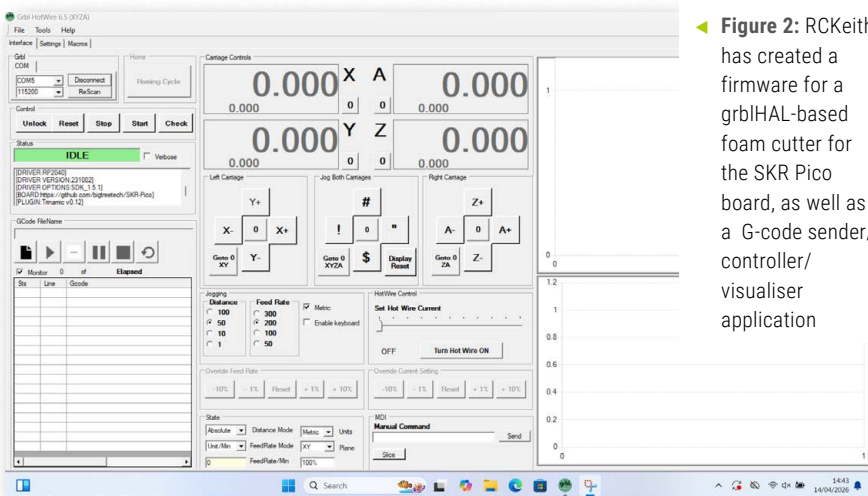 Grbl HotWire 6.5 (XYZA)
File Tools Help
Interface Settings Macros
Grbl
COM
COM5 Disconnect
115200 ReScan
Home
Homing Cycle
Control
Unlock Reset Stop Start Check
Status
IDLE Verbose
[DRIVER:RP2040]
[DRIVER VERSION:231002]
[DRIVER OPTIONS:SDK_1.5.1]
[BOARD:https://github.com/bigtreetech/SKR-Pico]
[PLUGIN:Trinamic v0.12]
GCode FileName
Monitor 0 of Elapsed
Sts Line Gcode
Carriage Controls
0.000 X A 0.000
0.000 0 0 0.000
0.000 Y Z 0.000
0.000 0 0 0.000
Left Carriage
Y+
X- 0 X+
Goto 0 XY Y-
Jog Both Carriages
#
! 0 "
Goto 0 XYZA $ Display Reset
Right Carriage
Z+
A- 0 A+
Goto 0 ZA Z-
Jogging
Distance Feed Rate
100 300 Metric
50 200 Enable keyboard
10 100
1 50
HotWire Control
Set Hot Wire Current
OFF Turn Hot Wire ON
Override Feed Rate
-10% - 1% Reset + 1% + 10%
Override Current Setting
-10% - 1% Reset + 1% + 10%
State
Absolute Distance Mode Metric Units
Unit/Min FeedRate Mode XY Plane
0 FeedRate/Min 100%
MDI
Manual Command
Send
Slice
1
0
0
1.2
1
0.8
0.6
0.4
0.2
0
0 1
Search
14:43
14/04/2026
Figure 2: RCKeith
has created a
firmware for a
grblHAL-based
foam cutter for
the SKR Pico
board, as well as
a G-code sender/
controller/
visualiser
application